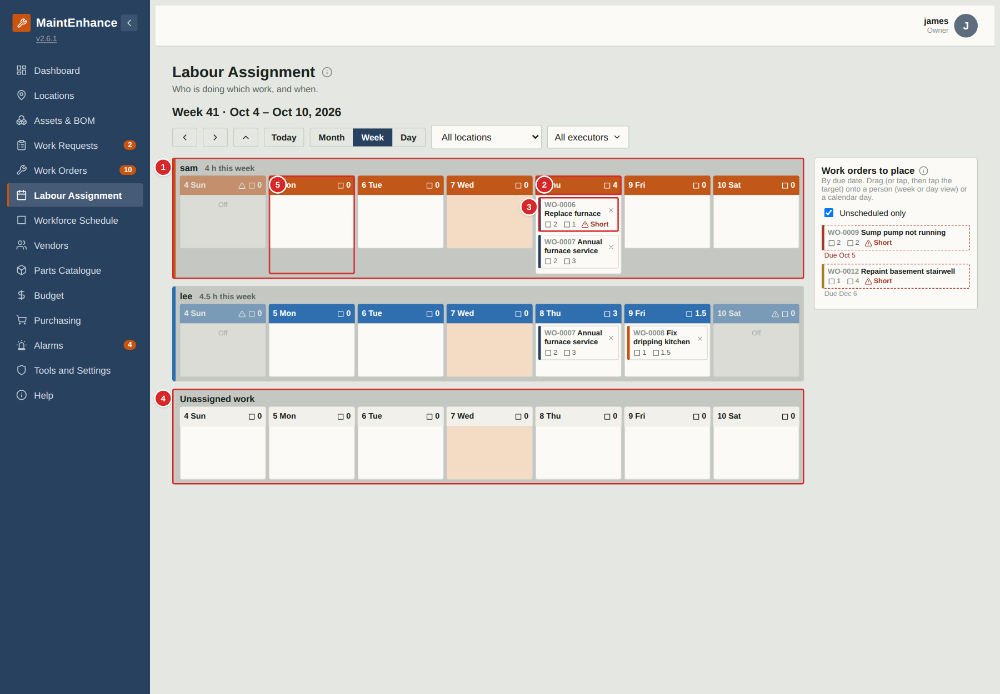 MaintEnhance
v2.6.1
Dashboard
Locations
Assets & BOM
Work Requests 2
Work Orders 10
Labour Assignment
Workforce Schedule
Vendors
Parts Catalogue
Budget
Purchasing
Alarms 4
Tools and Settings
Help
james
Owner
J
Labour Assignment
Who is doing which work, and when.
Week 41 · Oct 4 – Oct 10, 2026
Today Month Week Day All locations All executors
1
sam 4 h this week
4 Sun 0
5 on 0
6 Tue 0
7 Wed 0
2 hu 4
9 Fri 0
10 Sat 0
Off
3
WO-0006
Replace furnace
2 1 Short
WO-0007 Annual
furnace service
2 3
lee 4.5 h this week
4 Sun 0
5 Mon 0
6 Tue 0
7 Wed 0
8 Thu 3
9 Fri 1.5
10 Sat 0
Off
WO-0007 Annual
furnace service
2 3
WO-0008 Fix
dripping kitchen
1 1.5
Off
4
Unassigned work
4 Sun 0
5 Mon 0
6 Tue 0
7 Wed 0
8 Thu 0
9 Fri 0
10 Sat 0
Work orders to place
By due date. Drag (or tap, then tap the
target) onto a person (week or day view) or
a calendar day.
Unscheduled only
WO-0009 Sump pump not running
2 2 Short
Due Oct 5
WO-0012 Repaint basement stairwell
1 4 Short
Due Dec 6